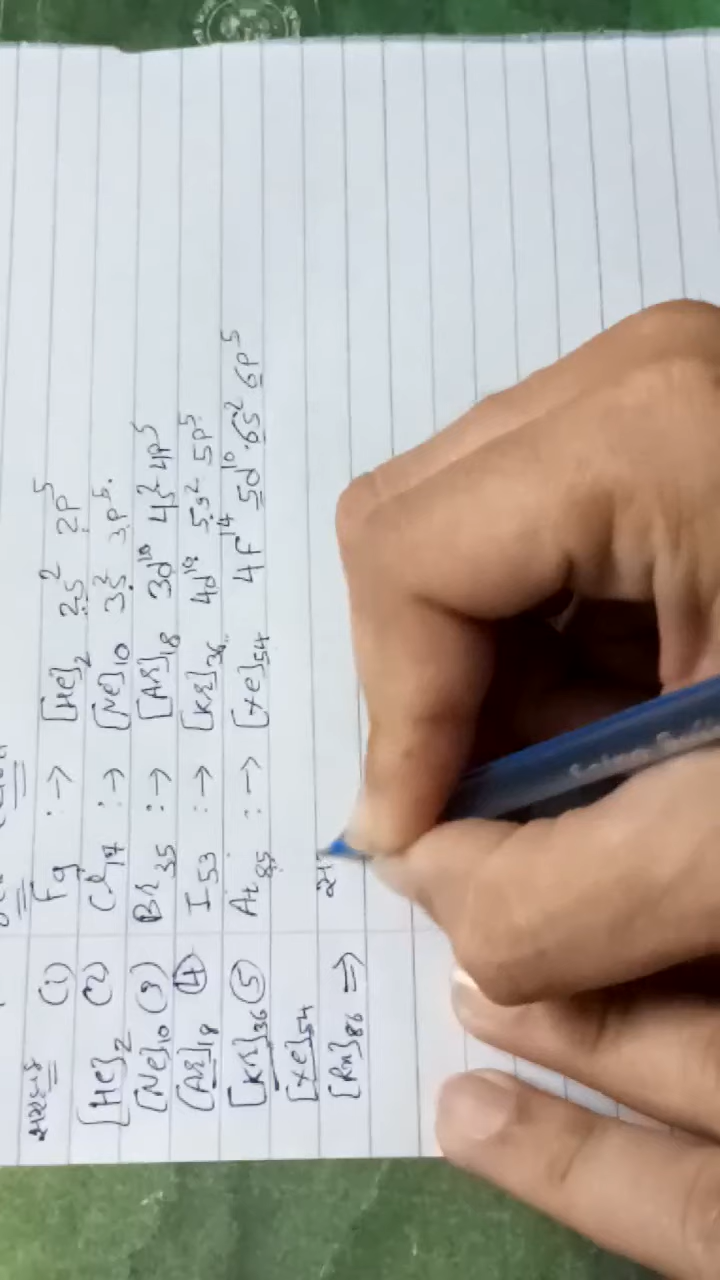 (1) F9 :→ [He]2 2s² 2p⁵
[He]2 (2) Cl17 :→ [Ne]10 3s² 3p⁵.
[Ne]10 (3) Br35 :→ [Ar]18 3d¹⁰ 4s² 4p⁵
[Ar]18 (4) I53 :→ [Kr]36 4d¹⁰ 5s² 5p⁵
[Kr]36 (5) At85 :→ [Xe]54 4f¹⁴ 5d¹⁰ 6s² 6p⁵
[Xe]54
[Rn]86 ⇒